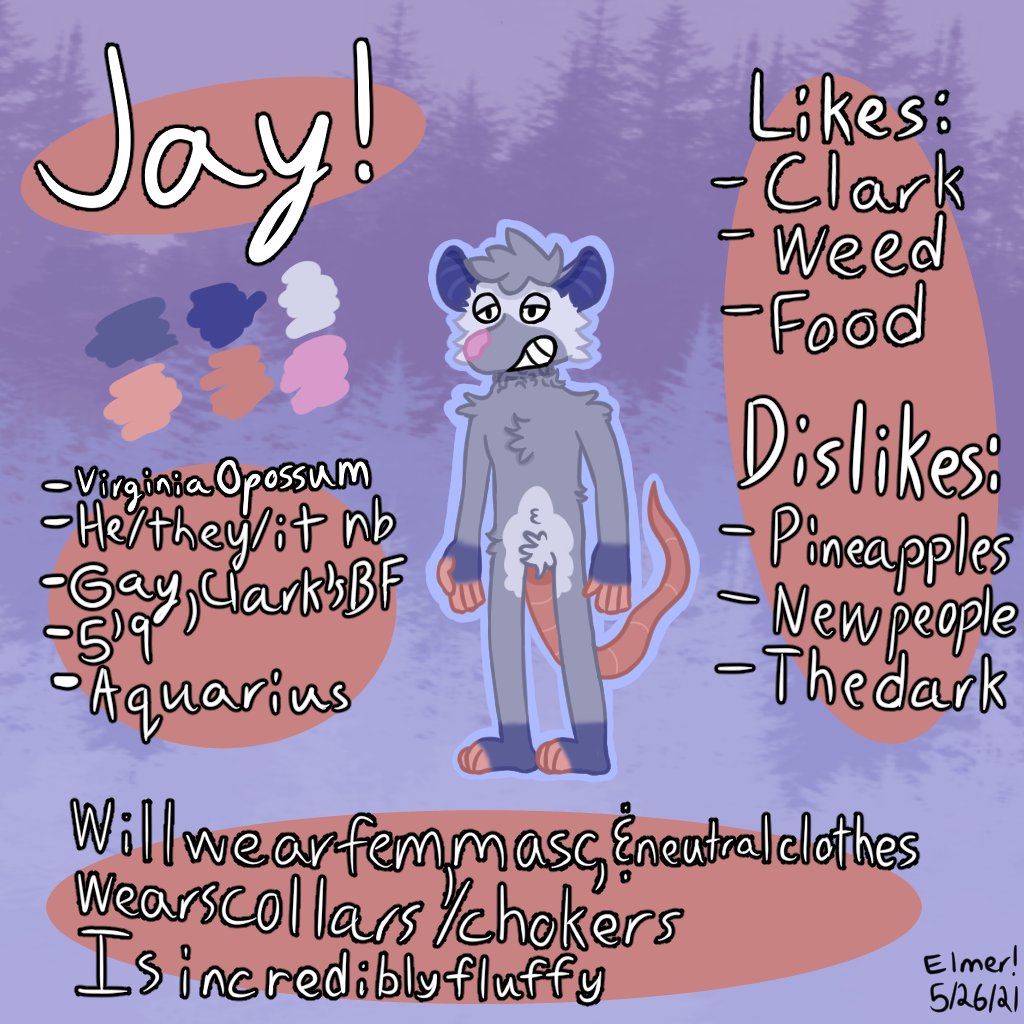 Jay!
- Virginia Opossum
- He/they/it nb
- Gay, Clark's BF
- 5'9
- Aquarius
Likes:
- Clark
- Weed
- Food
Dislikes:
- Pineapples
- New people
- The dark
Will wear fem, masc, & neutral clothes
Wears collars/chokers
Is incredibly fluffy
Elmer!
5/26/21